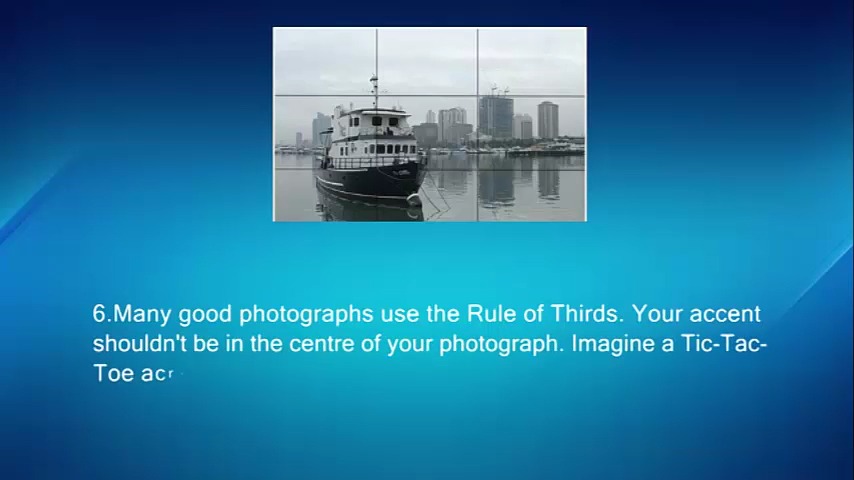 6.Many good photographs use the Rule of Thirds. Your accent
shouldn't be in the centre of your photograph. Imagine a Tic-Tac-
Toe acr